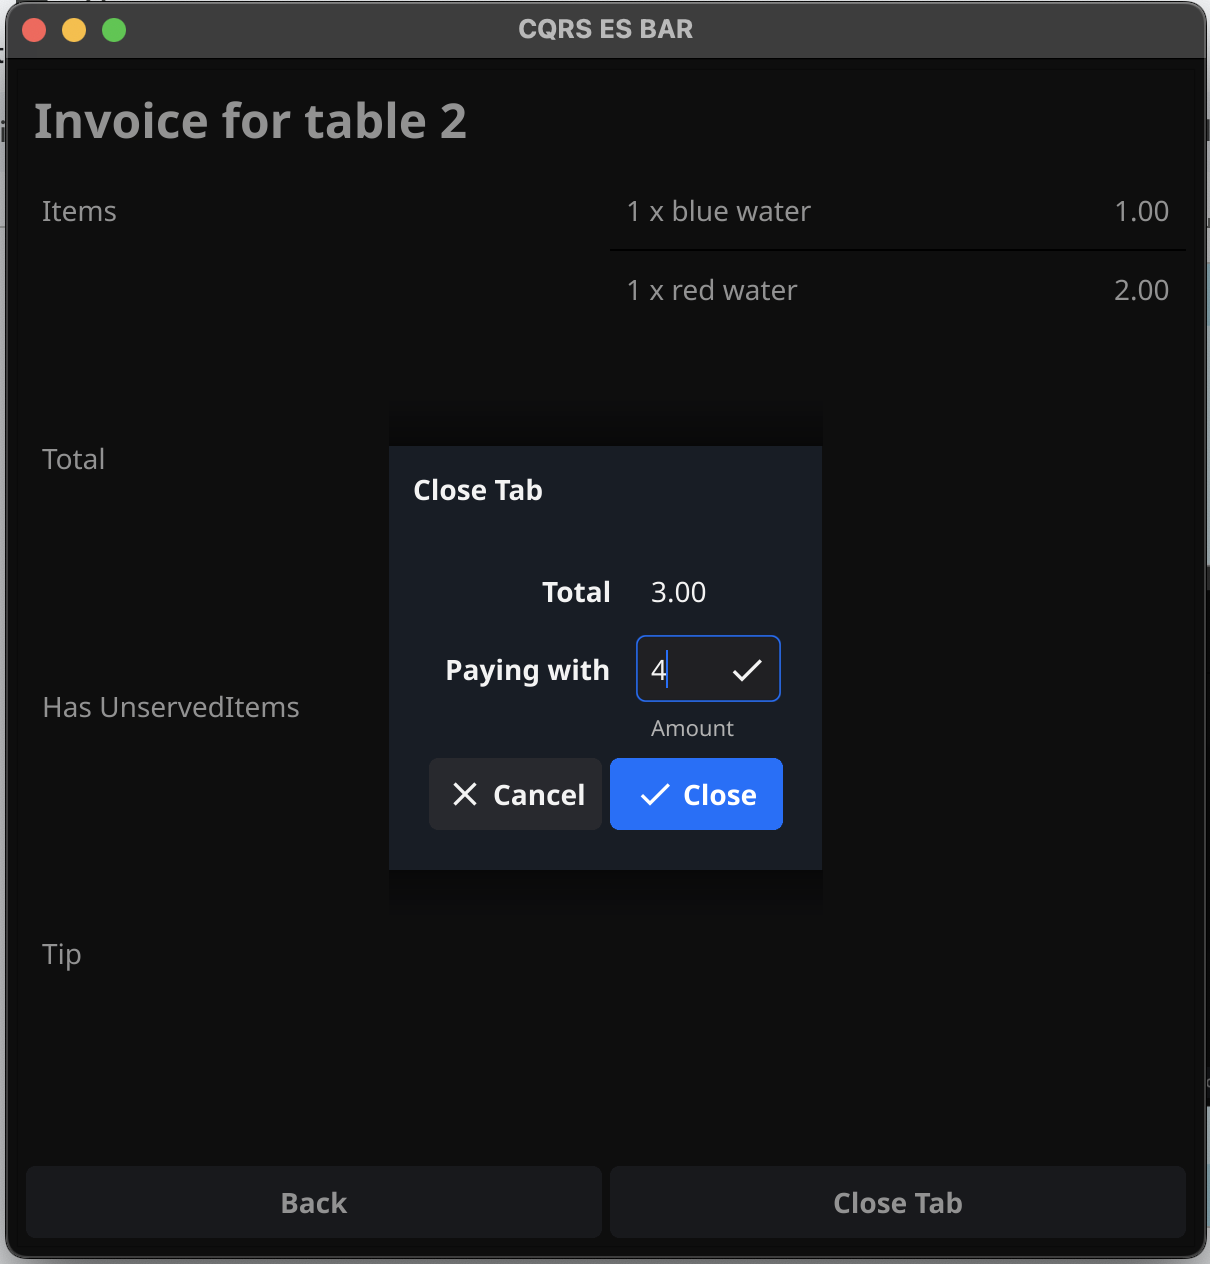 CQRS ES BAR
Invoice for table 2
Items
1 x blue water 1.00
1 x red water 2.00
Total
Has UnservedItems
Tip
Close Tab
Total 3.00
Paying with 4
Amount
Cancel Close
Back Close Tab